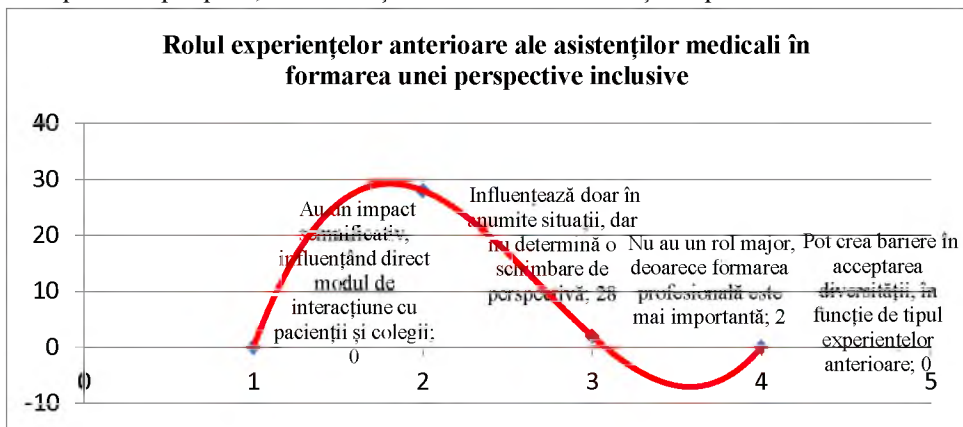 Rolul experiențelor anterioare ale asistenților medicali în
formarea unei perspective inclusive
40
30
20
10
0
-10
0
1
2
3
4
5
Au un impact
semnificativ,
influențând direct
modul de
interacțiune cu
pacienții și colegii;
0
Influențează doar în
anumite situații, dar
nu determină o
schimbare de
perspectivă; 28
Nu au un rol major,
deoarece formarea
profesională este
mai importantă; 2
Pot crea bariere în
acceptarea
diversității, în
funcție de tipul
experiențelor
anterioare; 0